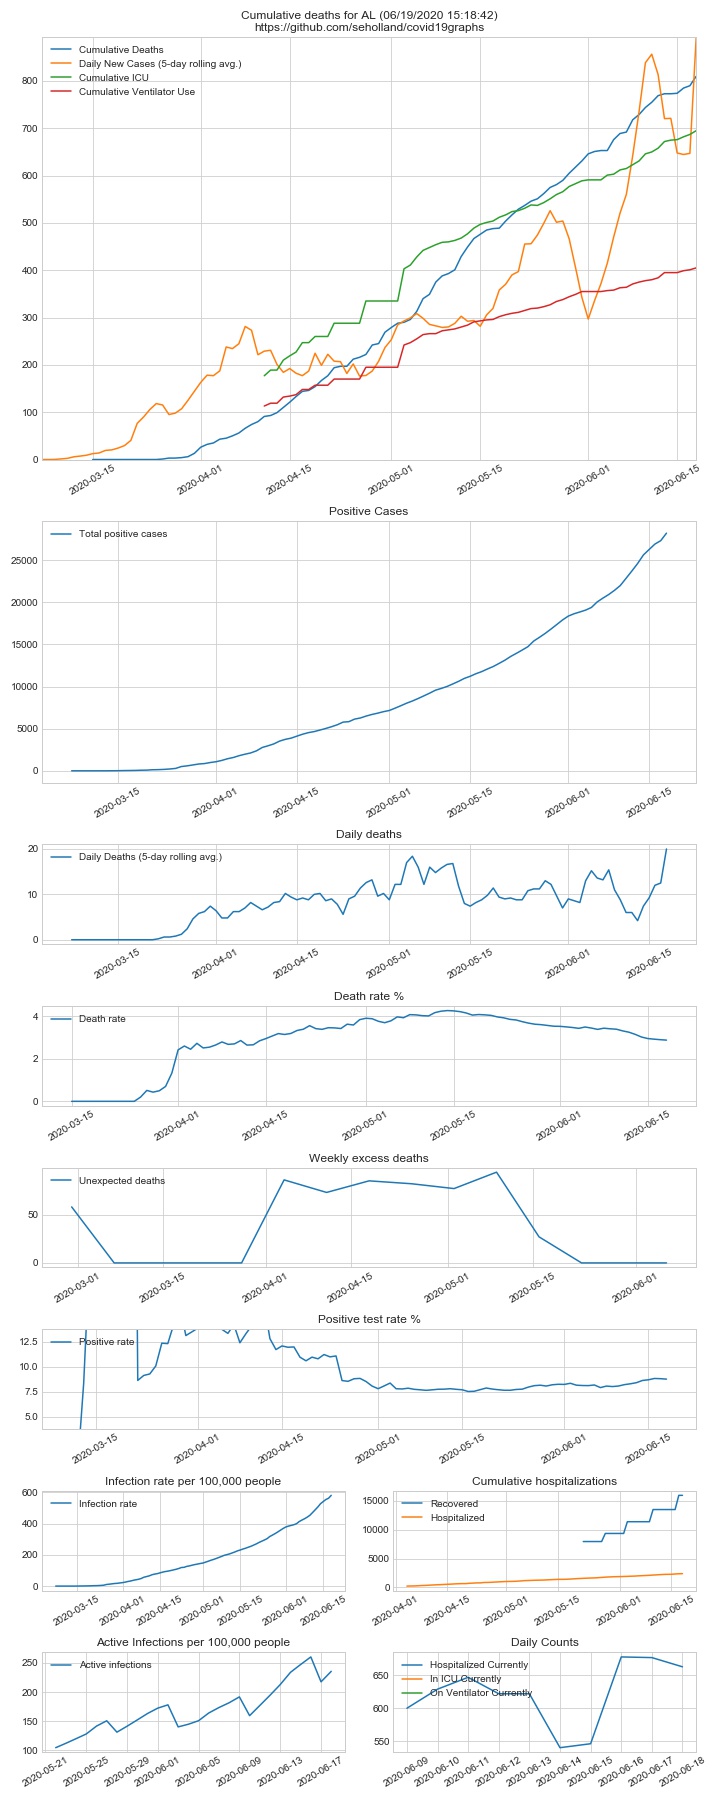 Cumulative deaths for AL (06/19/2020 15:18:42)
https://github.com/seholland/covid19graphs
Cumulative Deaths
Daily New Cases (5-day rolling avg.)
Cumulative ICU
Cumulative Ventilator Use
800
700
600
500
400
300
200
100
0
2020-03-15 2020-04-01 2020-04-15 2020-05-01 2020-05-15 2020-06-01 2020-06-15
Positive Cases
Total positive cases
25000
20000
15000
10000
5000
0
2020-03-15 2020-04-01 2020-04-15 2020-05-01 2020-05-15 2020-06-01 2020-06-15
Daily deaths
Daily Deaths (5-day rolling avg.)
20
10
0
2020-03-15 2020-04-01 2020-04-15 2020-05-01 2020-05-15 2020-06-01 2020-06-15
Death rate %
Death rate
4
2
0
2020-03-15 2020-04-01 2020-04-15 2020-05-01 2020-05-15 2020-06-01 2020-06-15
Weekly excess deaths
Unexpected deaths
50
0
2020-03-01 2020-03-15 2020-04-01 2020-04-15 2020-05-01 2020-05-15 2020-06-01
Positive test rate %
Positive rate
12.5
10.0
7.5
5.0
2020-03-15 2020-04-01 2020-04-15 2020-05-01 2020-05-15 2020-06-01 2020-06-15
Infection rate per 100,000 people
Infection rate
600
400
200
0
2020-03-15 2020-04-01 2020-04-15 2020-05-01 2020-05-15 2020-06-01 2020-06-15
Cumulative hospitalizations
Recovered
Hospitalized
15000
10000
5000
0
2020-04-01 2020-04-15 2020-05-01 2020-05-15 2020-06-01 2020-06-15
Active Infections per 100,000 people
Active infections
250
200
150
100
2020-05-21 2020-05-25 2020-05-29 2020-06-01 2020-06-05 2020-06-09 2020-06-13 2020-06-17
Daily Counts
Hospitalized Currently
In ICU Currently
On Ventilator Currently
650
600
550
2020-06-09 2020-06-10 2020-06-11 2020-06-12 2020-06-13 2020-06-14 2020-06-15 2020-06-16 2020-06-17 2020-06-18